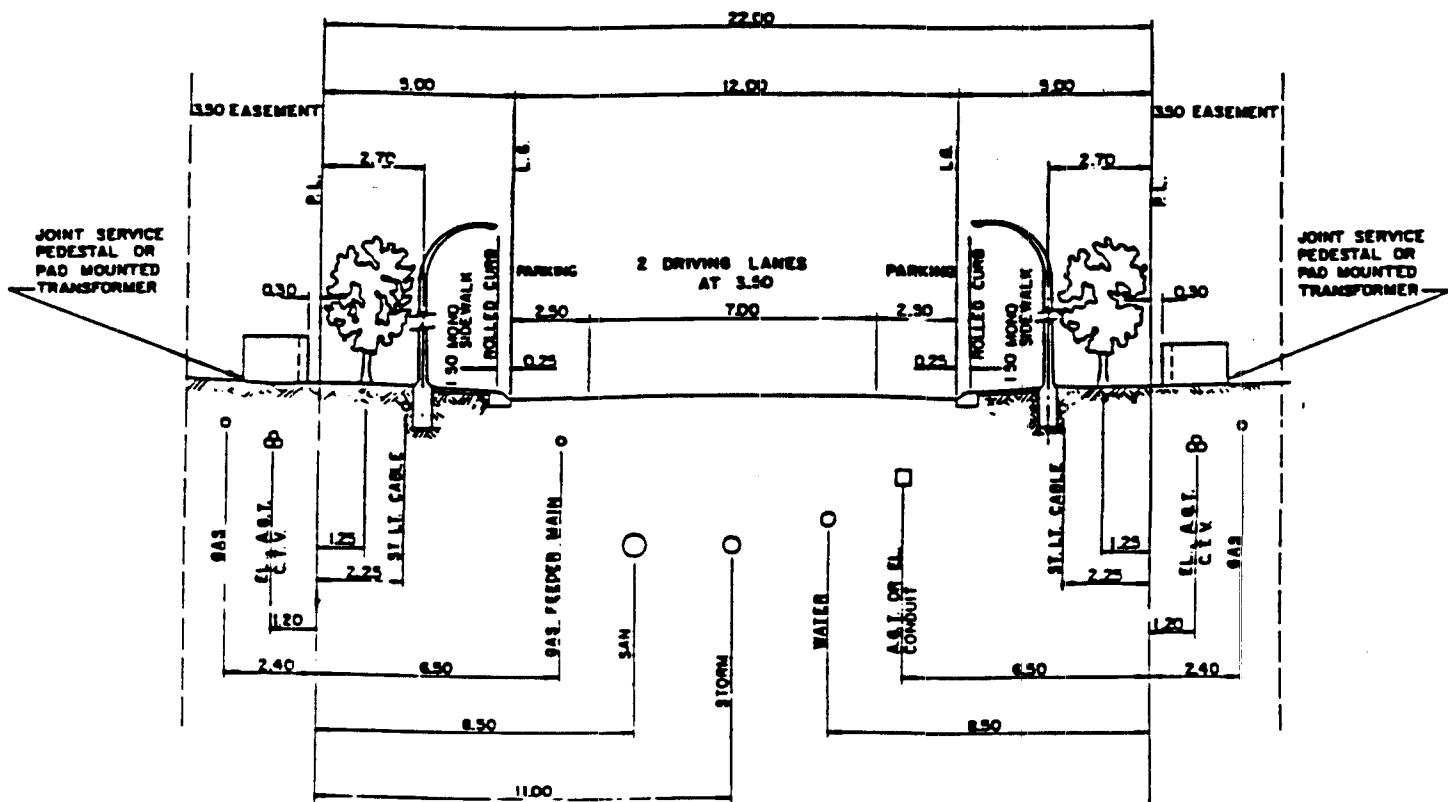 22.00
5.00 12.00 5.00
3.50 EASEMENT
3.50 EASEMENT
2.70
2.70
P.L.
L.G.
L.G.
P.L.
JOINT SERVICE
PEDESTAL OR
PAD MOUNTED
TRANSFORMER
JOINT SERVICE
PEDESTAL OR
PAD MOUNTED
TRANSFORMER
0.30
0.30
1.50 MONO
SIDEWALK
ROLLED CURB
PARKING
2 DRIVING LANES
AT 3.50
PARKING
ROLLED CURB
1.50 MONO
SIDEWALK
2.50 7.00 2.50
0.25
0.25
GAS
EL. A.G.T.
C.T.V.
1.25
2.25
ST. LT. CABLE
GAS FEEDER MAIN
SAN
STORM
WATER
A.G.T. OR EL.
CONDUIT
ST. LT. CABLE
1.25
2.25
EL. A.G.T.
C.T.V.
GAS
1.20
1.20
2.40 6.50
6.50 2.40
8.50
8.50
11.00